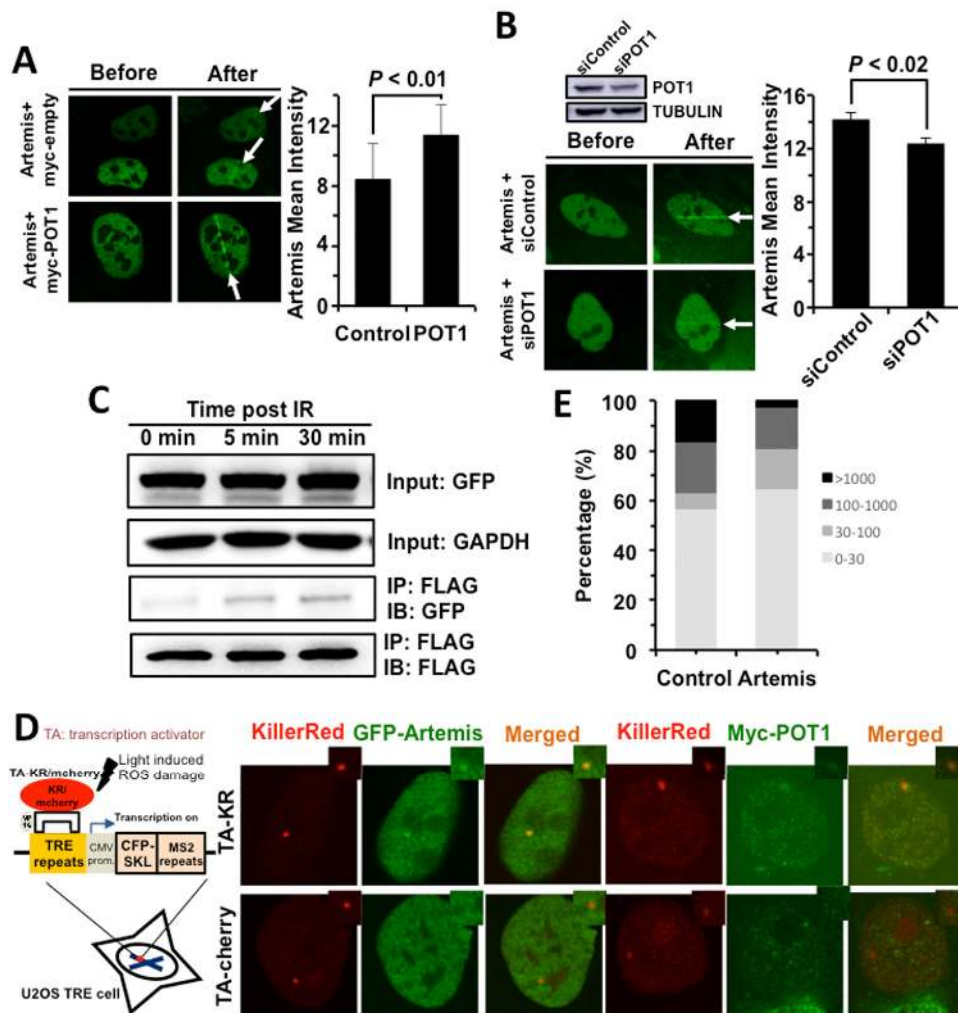 A
Before
After
Artemis+
myc-empty
Artemis+
myc-POT1
Artemis Mean Intensity
P < 0.01
12
8
4
0
Control POT1
B
siControl
siPOT1
POT1
TUBULIN
Before
After
Artemis +
siControl
Artemis +
siPOT1
Artemis Mean Intensity
P < 0.02
16
12
8
4
0
siControl
siPOT1
C
Time post IR
0 min
5 min
30 min
Input: GFP
Input: GAPDH
IP: FLAG
IB: GFP
IP: FLAG
IB: FLAG
E
Percentage (%)
100
80
60
40
20
0
Control Artemis
>1000
100-1000
30-100
0-30
D
TA: transcription activator
TA-KR/mcherry
Light induced
ROS damage
KR/
mcherry
Transcription on
TRE
repeats
CMV
prom.
CFP-
SKL
MS2
repeats
U2OS TRE cell
KillerRed
GFP-Artemis
Merged
KillerRed
Myc-POT1
Merged
TA-KR
TA-cherry